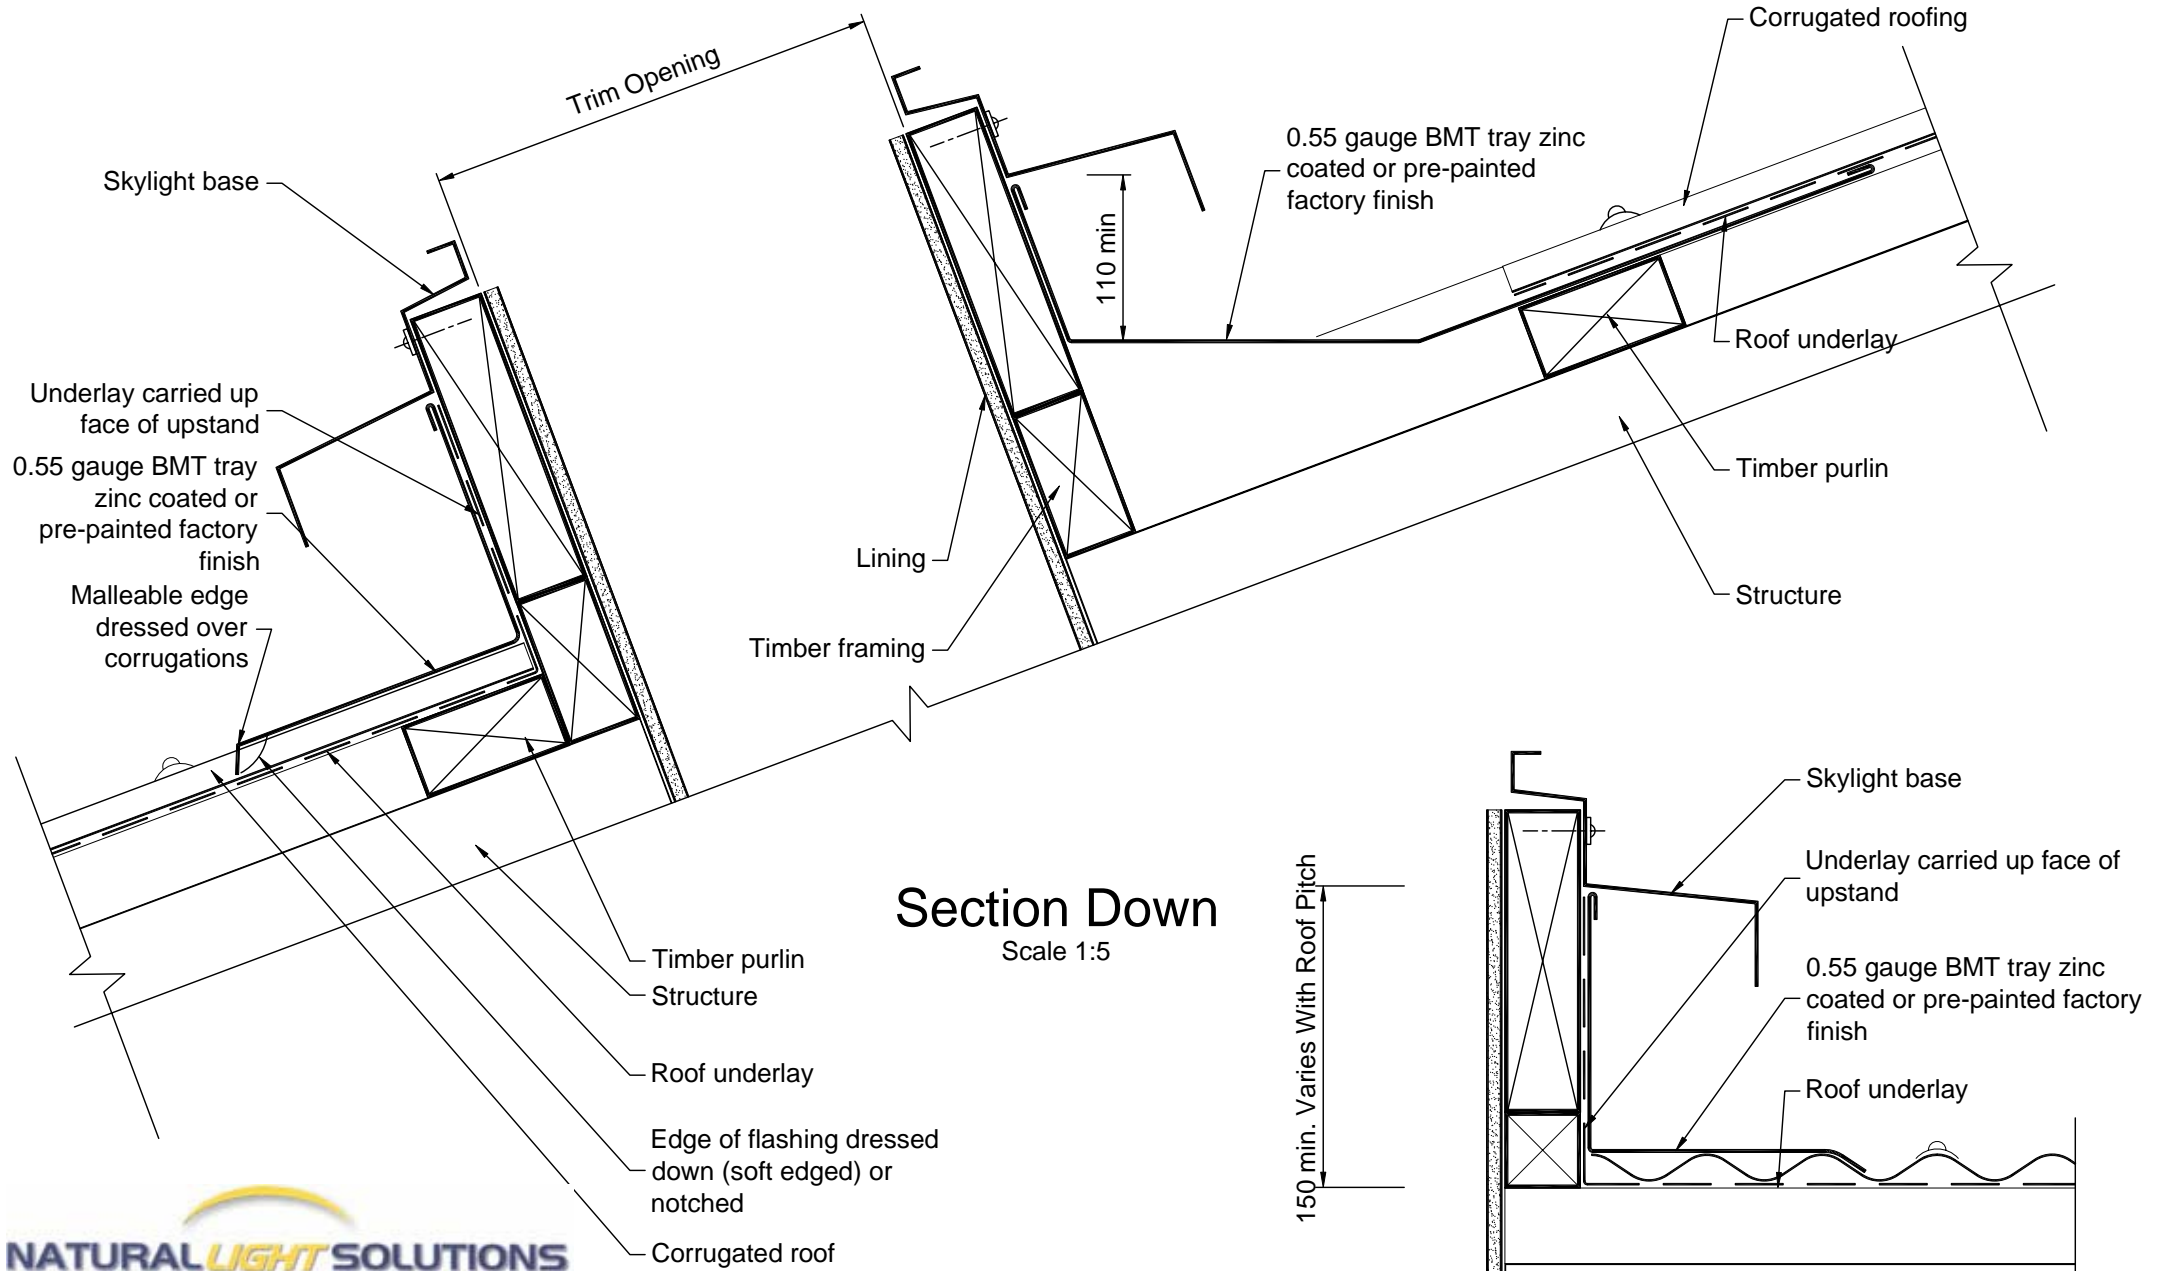 Corrugated roofing
Trim Opening
0.55 gauge BMT tray zinc
coated or pre-painted
factory finish
Skylight base
110 min
Roof underlay
Underlay carried up
face of upstand
0.55 gauge BMT tray
zinc coated or
pre-painted factory
finish
Timber purlin
Lining
Structure
Malleable edge
dressed over
corrugations
Timber framing
Section Down
Scale 1:5
Timber purlin
Structure
Roof underlay
Edge of flashing dressed
down (soft edged) or
notched
Corrugated roof
150 min. Varies With Roof Pitch
Skylight base
Underlay carried up face of
upstand
0.55 gauge BMT tray zinc
coated or pre-painted factory
finish
Roof underlay
NATURAL LIGHT SOLUTIONS